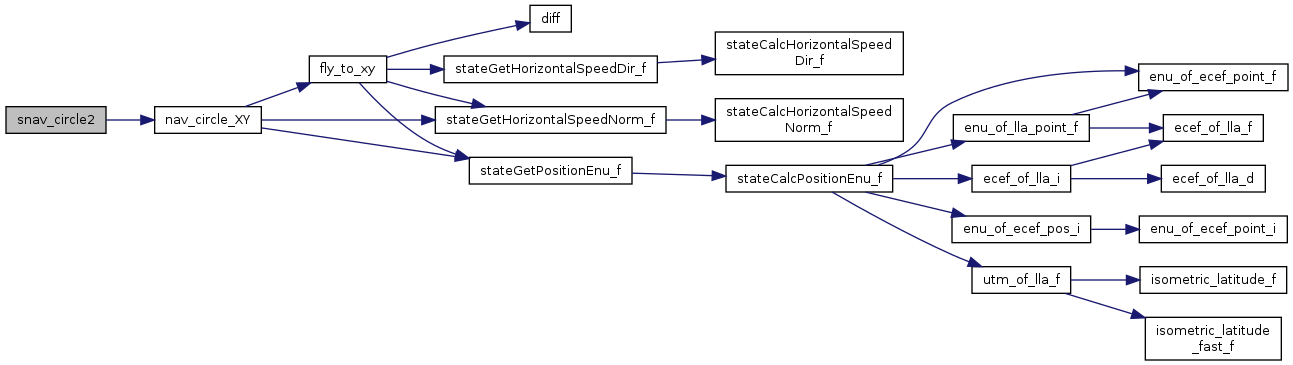 snav_circle2
nav_circle_XY
fly_to_xy
diff
stateGetHorizontalSpeedDir_f
stateCalcHorizontalSpeed
Dir_f
stateGetHorizontalSpeedNorm_f
stateCalcHorizontalSpeed
Norm_f
stateGetPositionEnu_f
stateCalcPositionEnu_f
enu_of_ecef_point_f
enu_of_lla_point_f
ecef_of_lla_f
ecef_of_lla_i
ecef_of_lla_d
enu_of_ecef_pos_i
enu_of_ecef_point_i
utm_of_lla_f
isometric_latitude_f
isometric_latitude
_fast_f